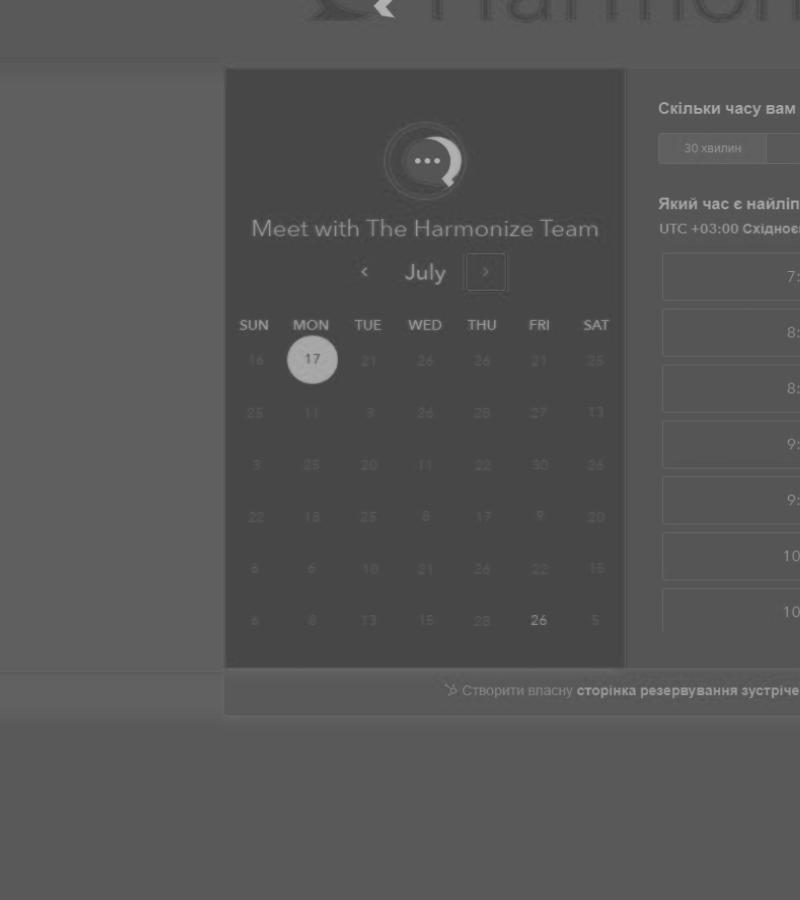 Harmon
Meet with The Harmonize Team
July
SUN MON TUE WED THU FRI SAT
16 17 21 26 26 21 25
25 11 9 26 28 27 13
3 25 20 11 22 30 26
22 18 25 8 17 9 20
6 6 10 21 26 22 15
6 8 13 15 28 26 5
Скільки часу вам
30 хвилин
Який час є найліп
UTC +03:00 Східноє
7:
8:
8:
9:
9:
10
10
Створити власну сторінка резервування зустріче